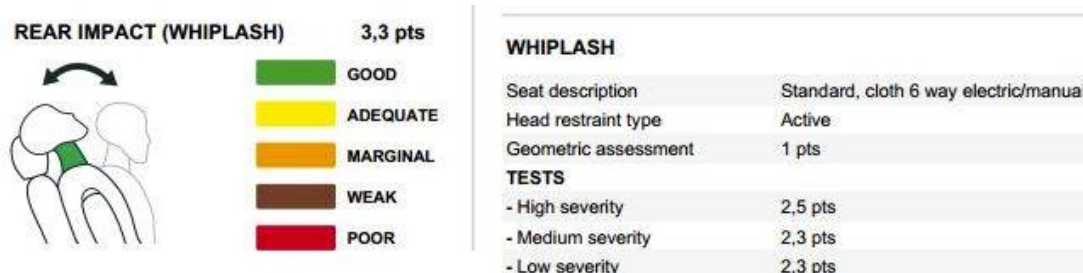 REAR IMPACT (WHIPLASH) 3,3 pts
GOOD
ADEQUATE
MARGINAL
WEAK
POOR
WHIPLASH
Seat description Standard, cloth 6 way electric/manual
Head restraint type Active
Geometric assessment 1 pts
TESTS
- High severity 2,5 pts
- Medium severity 2,3 pts
- Low severity 2,3 pts